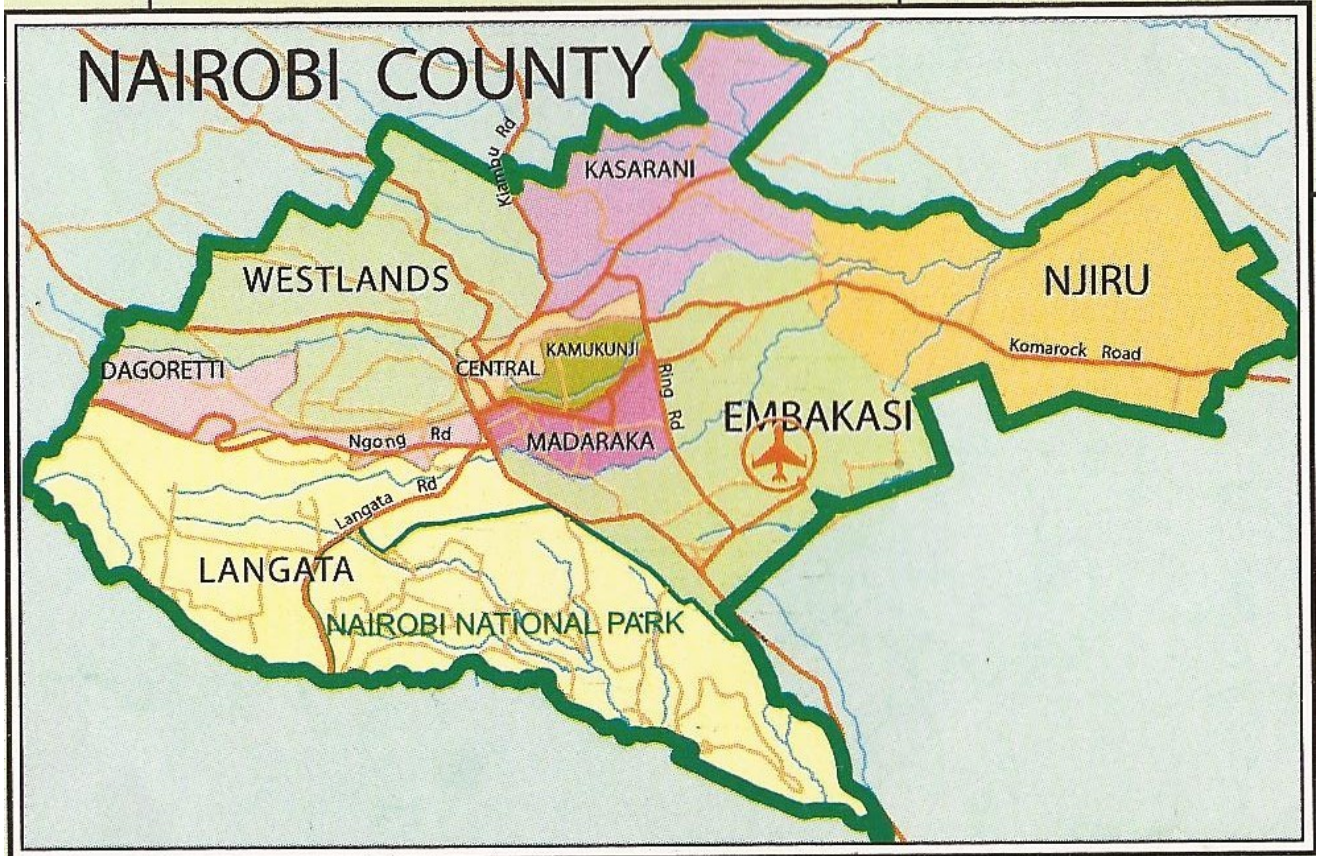 NAIROBI COUNTY
Kiambu Rd
KASARANI
WESTLANDS
NJIRU
KAMUKUNJI
Komarock Road
DAGORETTI
CENTRAL
Ring Rd
EMBAKASI
Ngong Rd
MADARAKA
Langata Rd
LANGATA
NAIROBI NATIONAL PARK